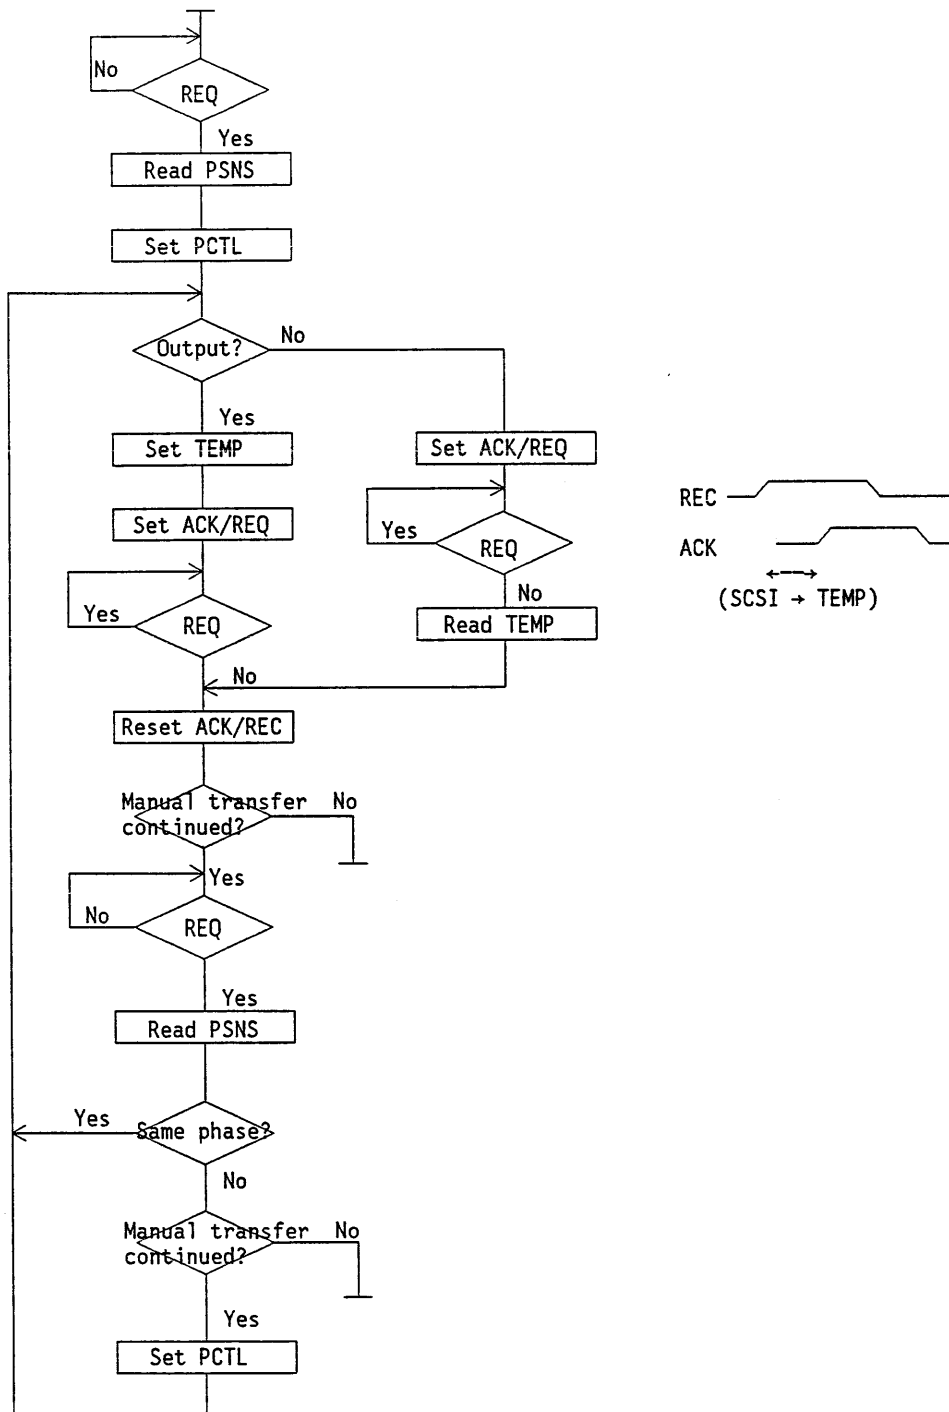 No
REQ
Yes
Read PSNS
Set PCTL
Output?
No
Yes
Set TEMP
Set ACK/REQ
Set ACK/REQ
Yes
REQ
No
Read TEMP
Yes
REQ
No
REC
ACK
(SCSI → TEMP)
Reset ACK/REC
Manual transfer
continued?
No
Yes
No
REQ
Yes
Read PSNS
Yes
Same phase?
No
Manual transfer
continued?
No
Yes
Set PCTL